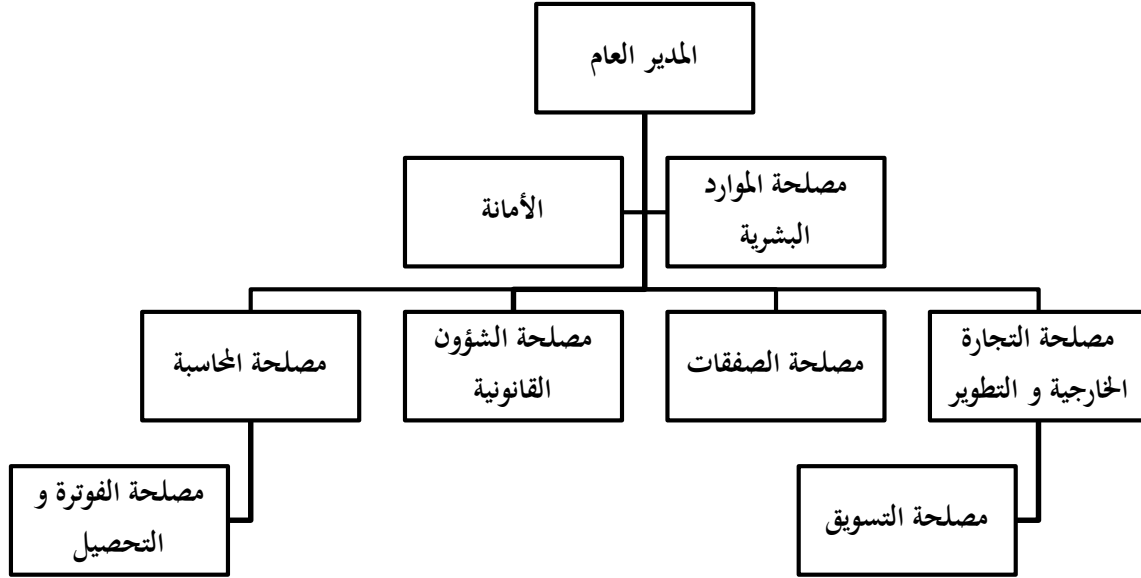 المدير العام
مصلحة الموارد
البشرية
الأمانة
مصلحة التجارة
الخارجية و التطوير
مصلحة الصفقات
مصلحة الشؤون
القانونية
مصلحة المحاسبة
مصلحة التسويق
مصلحة الفوترة و
التحصيل